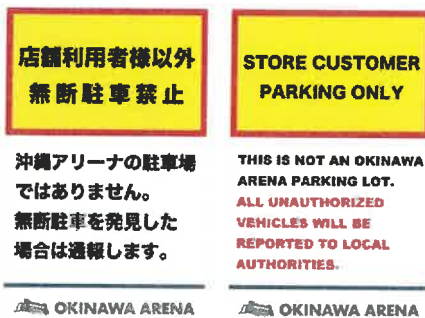 店舗利用者様以外
無断駐車禁止
沖縄アリーナの駐車場
ではありません。
無断駐車を発見した
場合は通報します。
OKINAWA ARENA
STORE CUSTOMER
PARKING ONLY
THIS IS NOT AN OKINAWA
ARENA PARKING LOT.
ALL UNAUTHORIZED
VEHICLES WILL BE
REPORTED TO LOCAL
AUTHORITIES.
OKINAWA ARENA